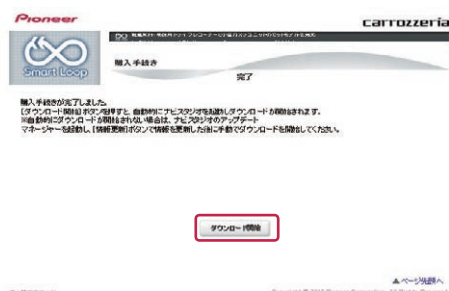 Pioneer
carrozzeria
Smart Loop
購入手続き
完了
購入手続きが完了しました。
[ダウンロード開始]ボタンを押すと、自動的にナビスタジオを起動しダウンロードが開始されます。
※自動的にダウンロードが開始されない場合は、ナビスタジオのアップデート
マネージャーを起動し、[情報更新]ボタンで情報を更新した後に手動でダウンロードを開始してください。
ダウンロード開始
▲ページ先頭へ